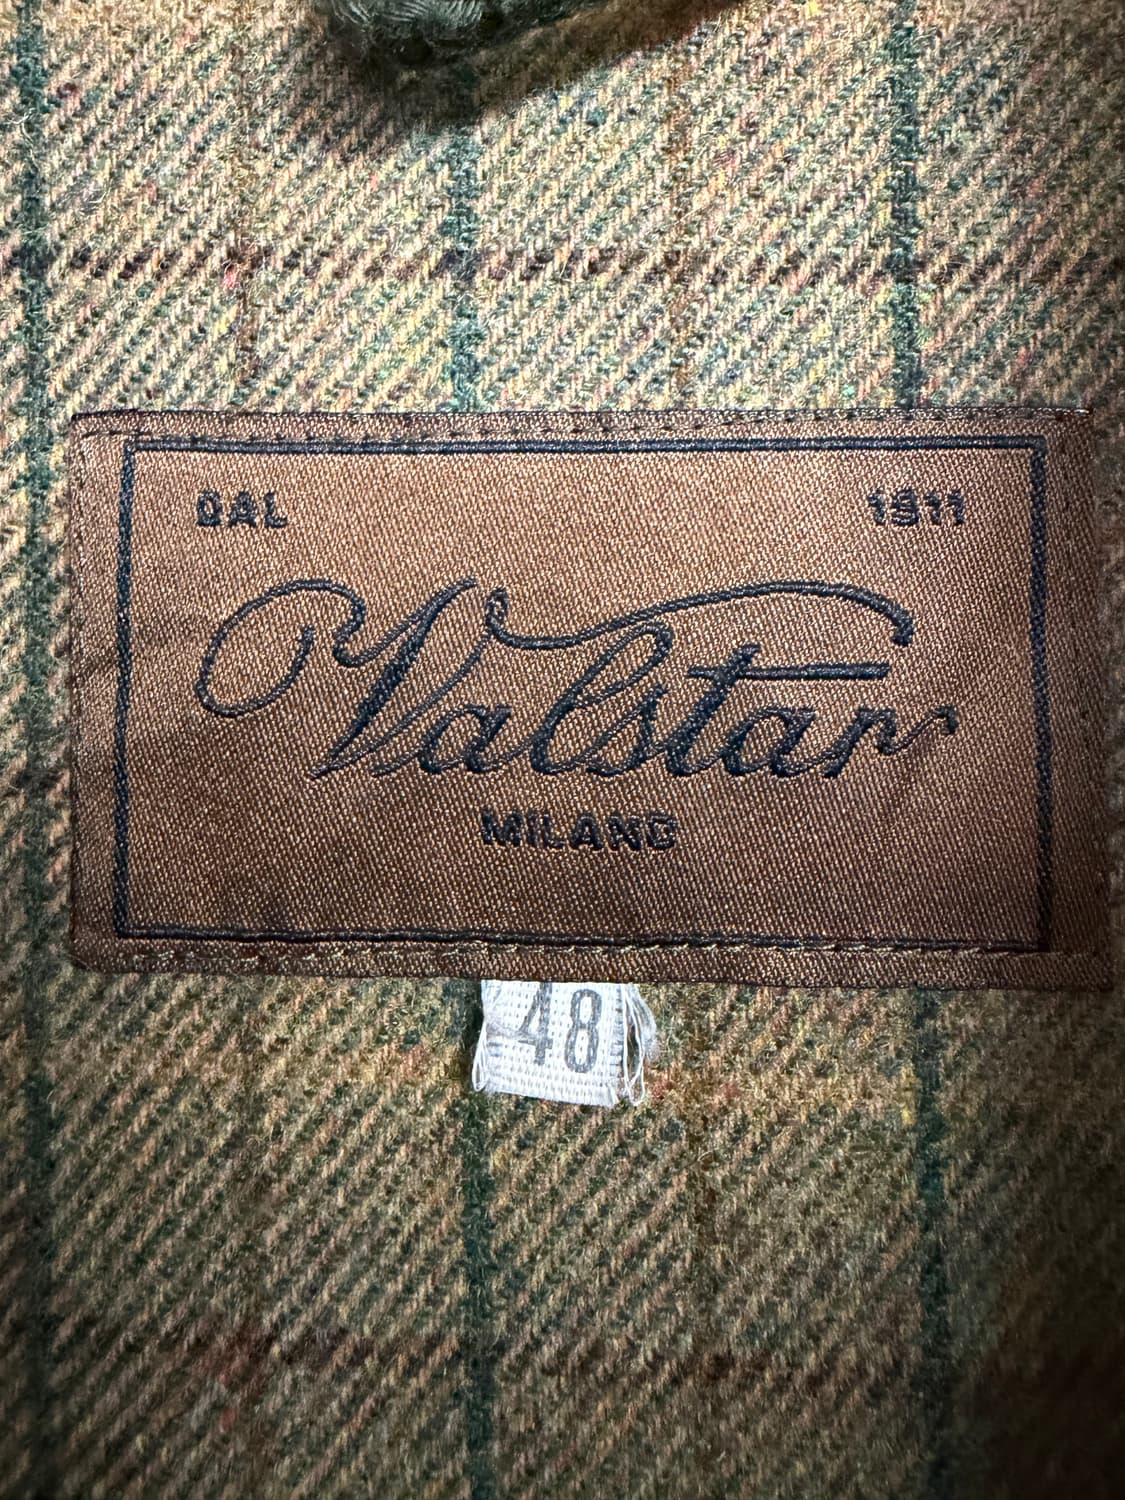 DAL 1911
Valstar
MILANO
48